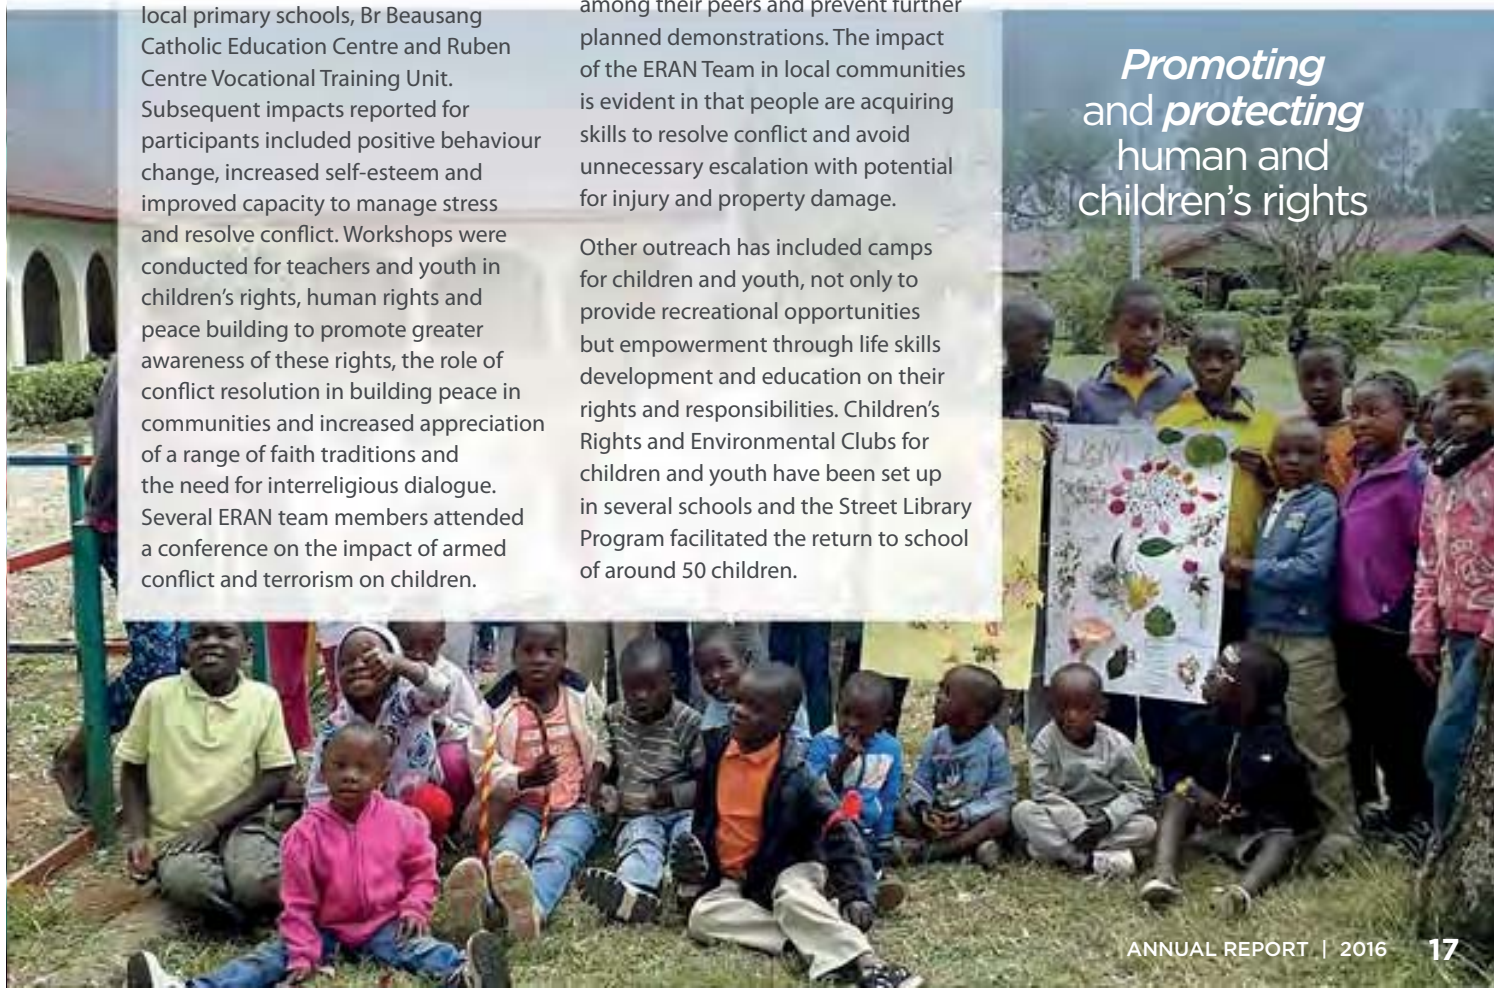 local primary schools, Br Beausang
Catholic Education Centre and Ruben
Centre Vocational Training Unit.
Subsequent impacts reported for
participants included positive behaviour
change, increased self-esteem and
improved capacity to manage stress
and resolve conflict. Workshops were
conducted for teachers and youth in
children’s rights, human rights and
peace building to promote greater
awareness of these rights, the role of
conflict resolution in building peace in
communities and increased appreciation
of a range of faith traditions and
the need for interreligious dialogue.
Several ERAN team members attended
a conference on the impact of armed
conflict and terrorism on children.
among their peers and prevent further
planned demonstrations. The impact
of the ERAN Team in local communities
is evident in that people are acquiring
skills to resolve conflict and avoid
unnecessary escalation with potential
for injury and property damage.
Other outreach has included camps
for children and youth, not only to
provide recreational opportunities
but empowerment through life skills
development and education on their
rights and responsibilities. Children’s
Rights and Environmental Clubs for
children and youth have been set up
in several schools and the Street Library
Program facilitated the return to school
of around 50 children.
Promoting
and protecting
human and
children’s rights
ANNUAL REPORT | 2016 17